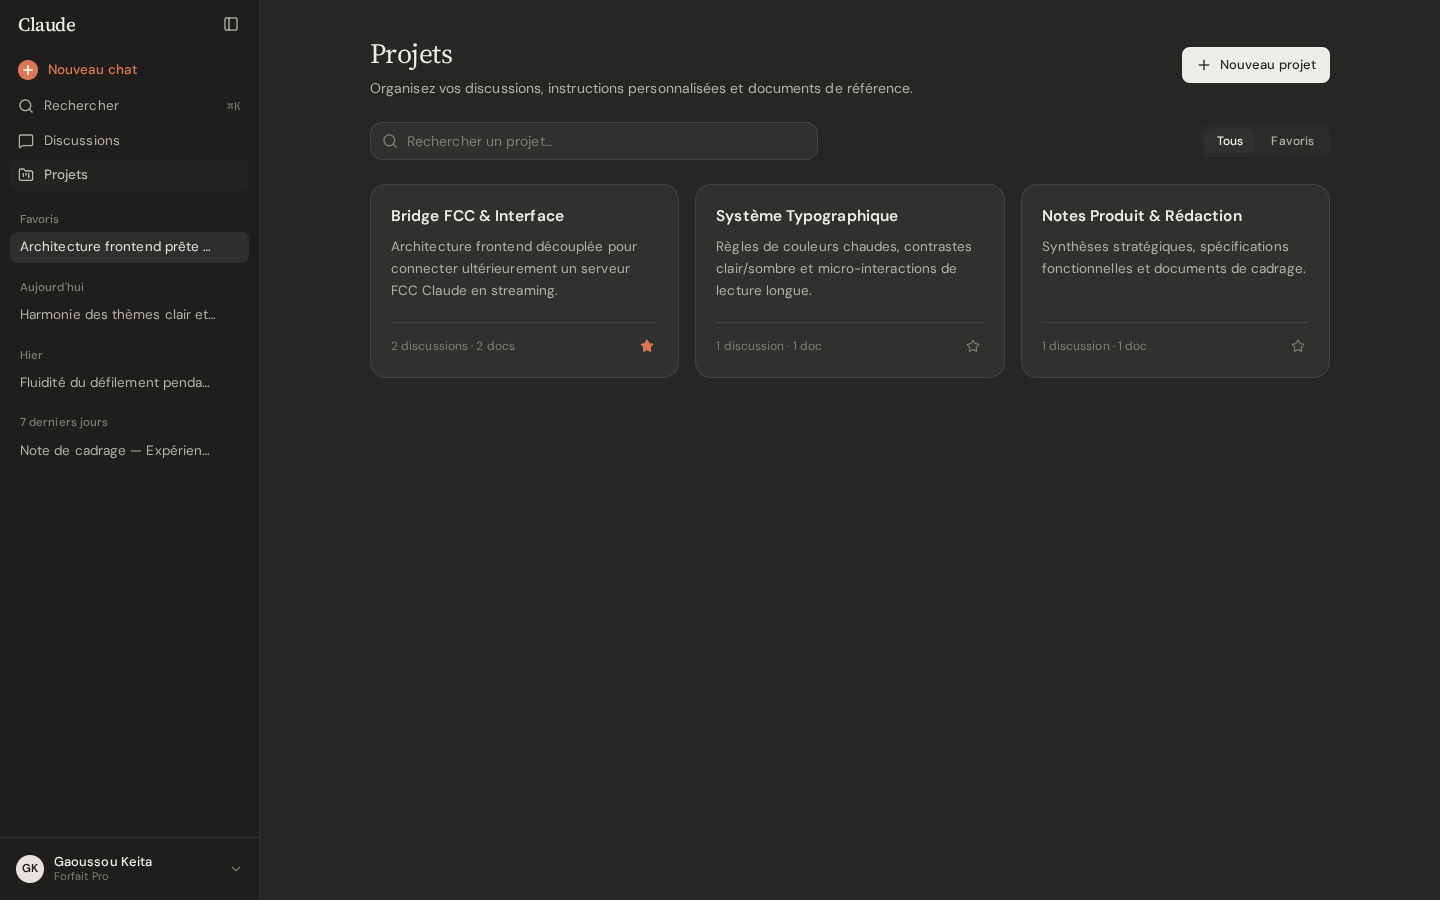 Claude
Nouveau chat
Rechercher ⌘K
Discussions
Projets
Favoris
Architecture frontend prête ...
Aujourd'hui
Harmonie des thèmes clair et...
Hier
Fluidité du défilement penda...
7 derniers jours
Note de cadrage — Expérien...
GK
Gaoussou Keita
Forfait Pro
Projets
Organisez vos discussions, instructions personnalisées et documents de référence.
Nouveau projet
Rechercher un projet...
Tous Favoris
Bridge FCC & Interface
Architecture frontend découplée pour
connecter ultérieurement un serveur
FCC Claude en streaming.
2 discussions · 2 docs
Système Typographique
Règles de couleurs chaudes, contrastes
clair/sombre et micro-interactions de
lecture longue.
1 discussion · 1 doc
Notes Produit & Rédaction
Synthèses stratégiques, spécifications
fonctionnelles et documents de cadrage.
1 discussion · 1 doc